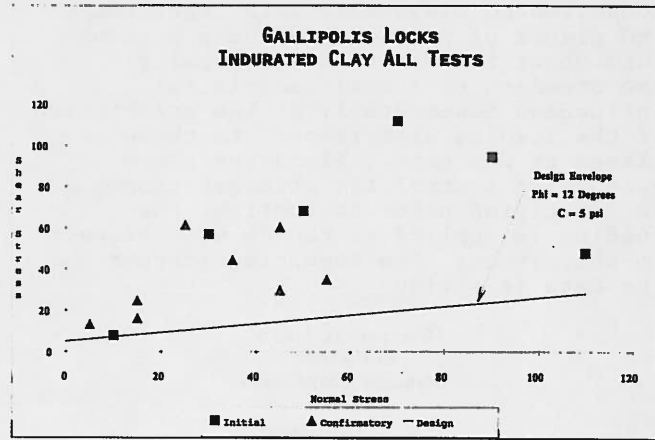 GALLIPOLIS LOCKS
INDURATED CLAY ALL TESTS
Shear Stress
120
100
80
60
40
20
0
Design Envelope
Phi = 12 Degrees
C = 5 psi
0 20 40 60 80 100 120
Normal Stress
Initial Confirmatory Design